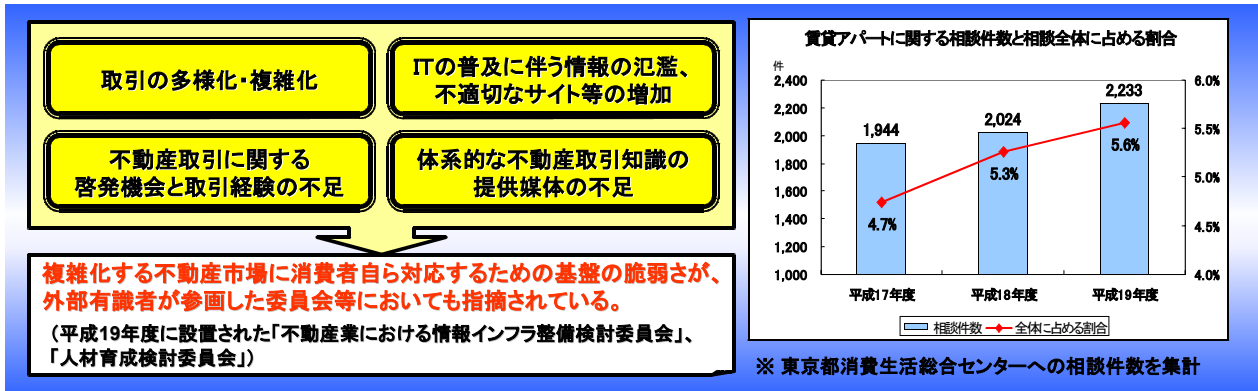 取引の多様化・複雑化
ITの普及に伴う情報の氾濫、
不適切なサイト等の増加
不動産取引に関する
啓発機会と取引経験の不足
体系的な不動産取引知識の
提供媒体の不足
複雑化する不動産市場に消費者自ら対応するための基盤の脆弱さが、
外部有識者が参画した委員会等においても指摘されている。
(平成19年度に設置された「不動産業における情報インフラ整備検討委員会」、
「人材育成検討委員会」)
賃貸アパートに関する相談件数と相談全体に占める割合
件
2,400
2,200
2,000
1,800
1,600
1,400
1,200
1,000
1,944
2,024
2,233
4.7%
5.3%
5.6%
6.0%
5.5%
5.0%
4.5%
4.0%
平成17年度
平成18年度
平成19年度
相談件数
全体に占める割合
※ 東京都消費生活総合センターへの相談件数を集計